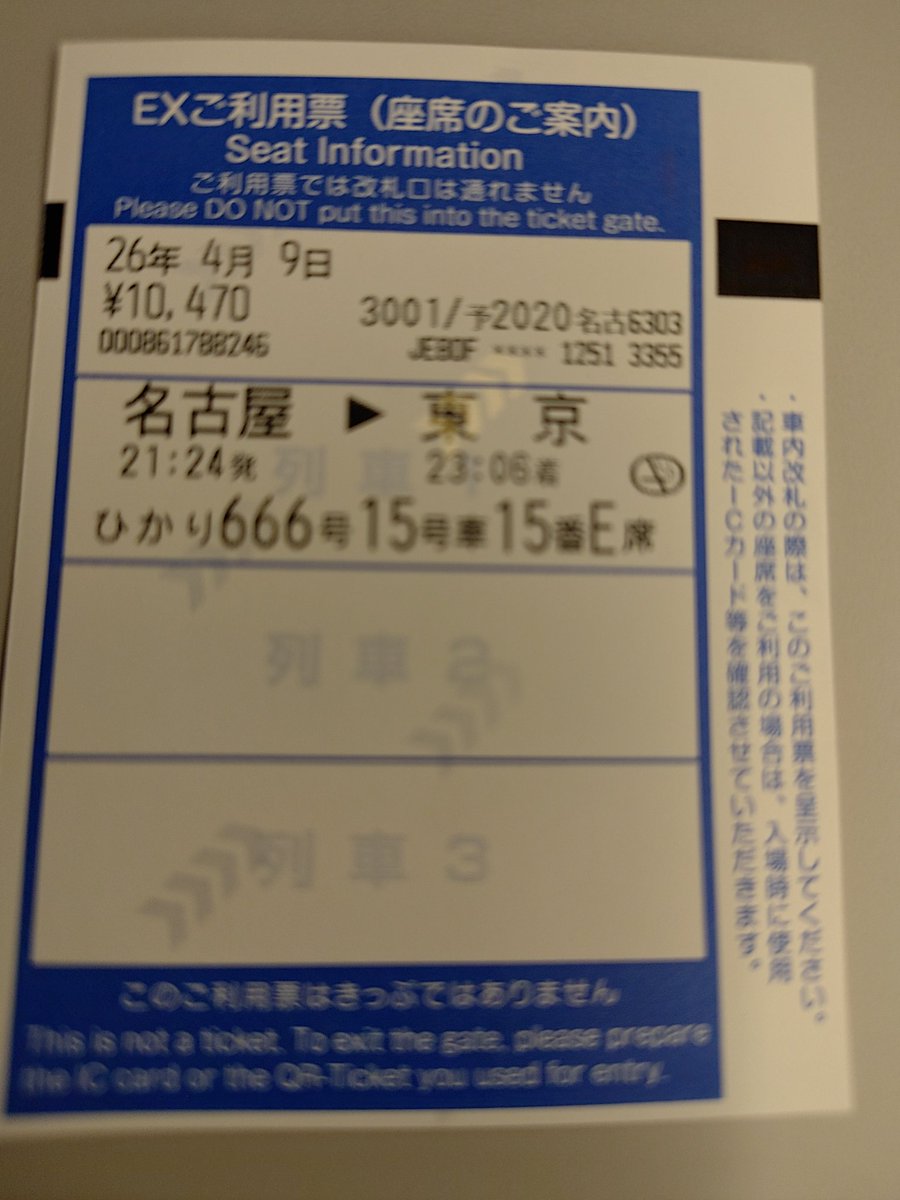 EXご利用票（座席のご案内）
Seat Information
ご利用票では改札口は通れません
Please DO NOT put this into the ticket gate.
26年 4月 9日
¥10,470
3001/予2020名古6303
000861788246
JE80F **** 1251 3355
名古屋 ▶ 東 京
21:24発 23:06着
列車1
ひかり666号15号車15番E席
列車2
列車3
このご利用票はきっぷではありません
This is not a ticket. To exit the gate, please prepare
the IC card or the QR-Ticket you used for entry.
・車内改札の際は、このご利用票を呈示してください。
・記載以外の座席をご利用の場合は、入場時に使用
されたICカード等を確認させていただきます。